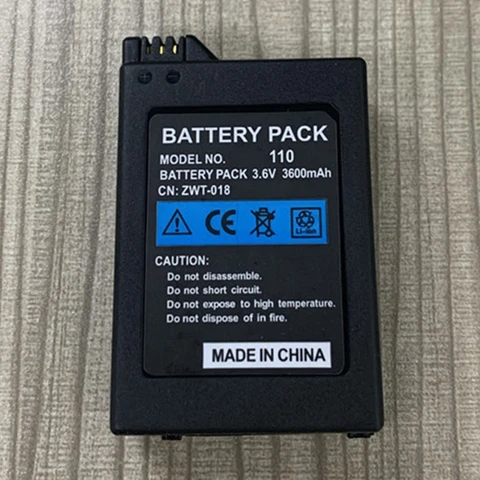 BATTERY PACK
MODEL NO. 110
BATTERY PACK 3.6V 3600mAh
CN: ZWT-018
CE
Li-ion
CAUTION:
Do not disassemble.
Do not short circuit.
Do not expose to high temperature.
Do not dispose of in fire.
MADE IN CHINA